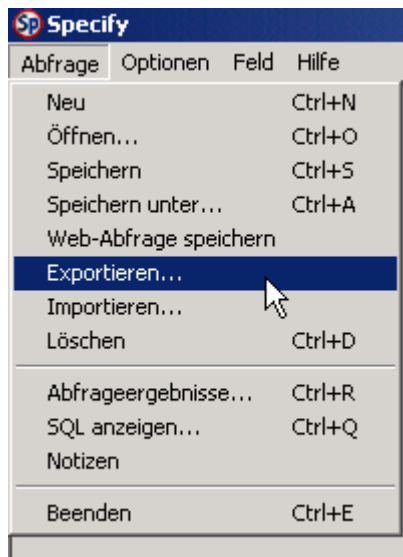 Sp Specify
Abfrage Optionen Feld Hilfe
Neu Ctrl+N
Öffnen... Ctrl+O
Speichern Ctrl+S
Speichern unter... Ctrl+A
Web-Abfrage speichern
Exportieren...
Importieren...
Löschen Ctrl+D
Abfrageergebnisse... Ctrl+R
SQL anzeigen... Ctrl+Q
Notizen
Beenden Ctrl+E